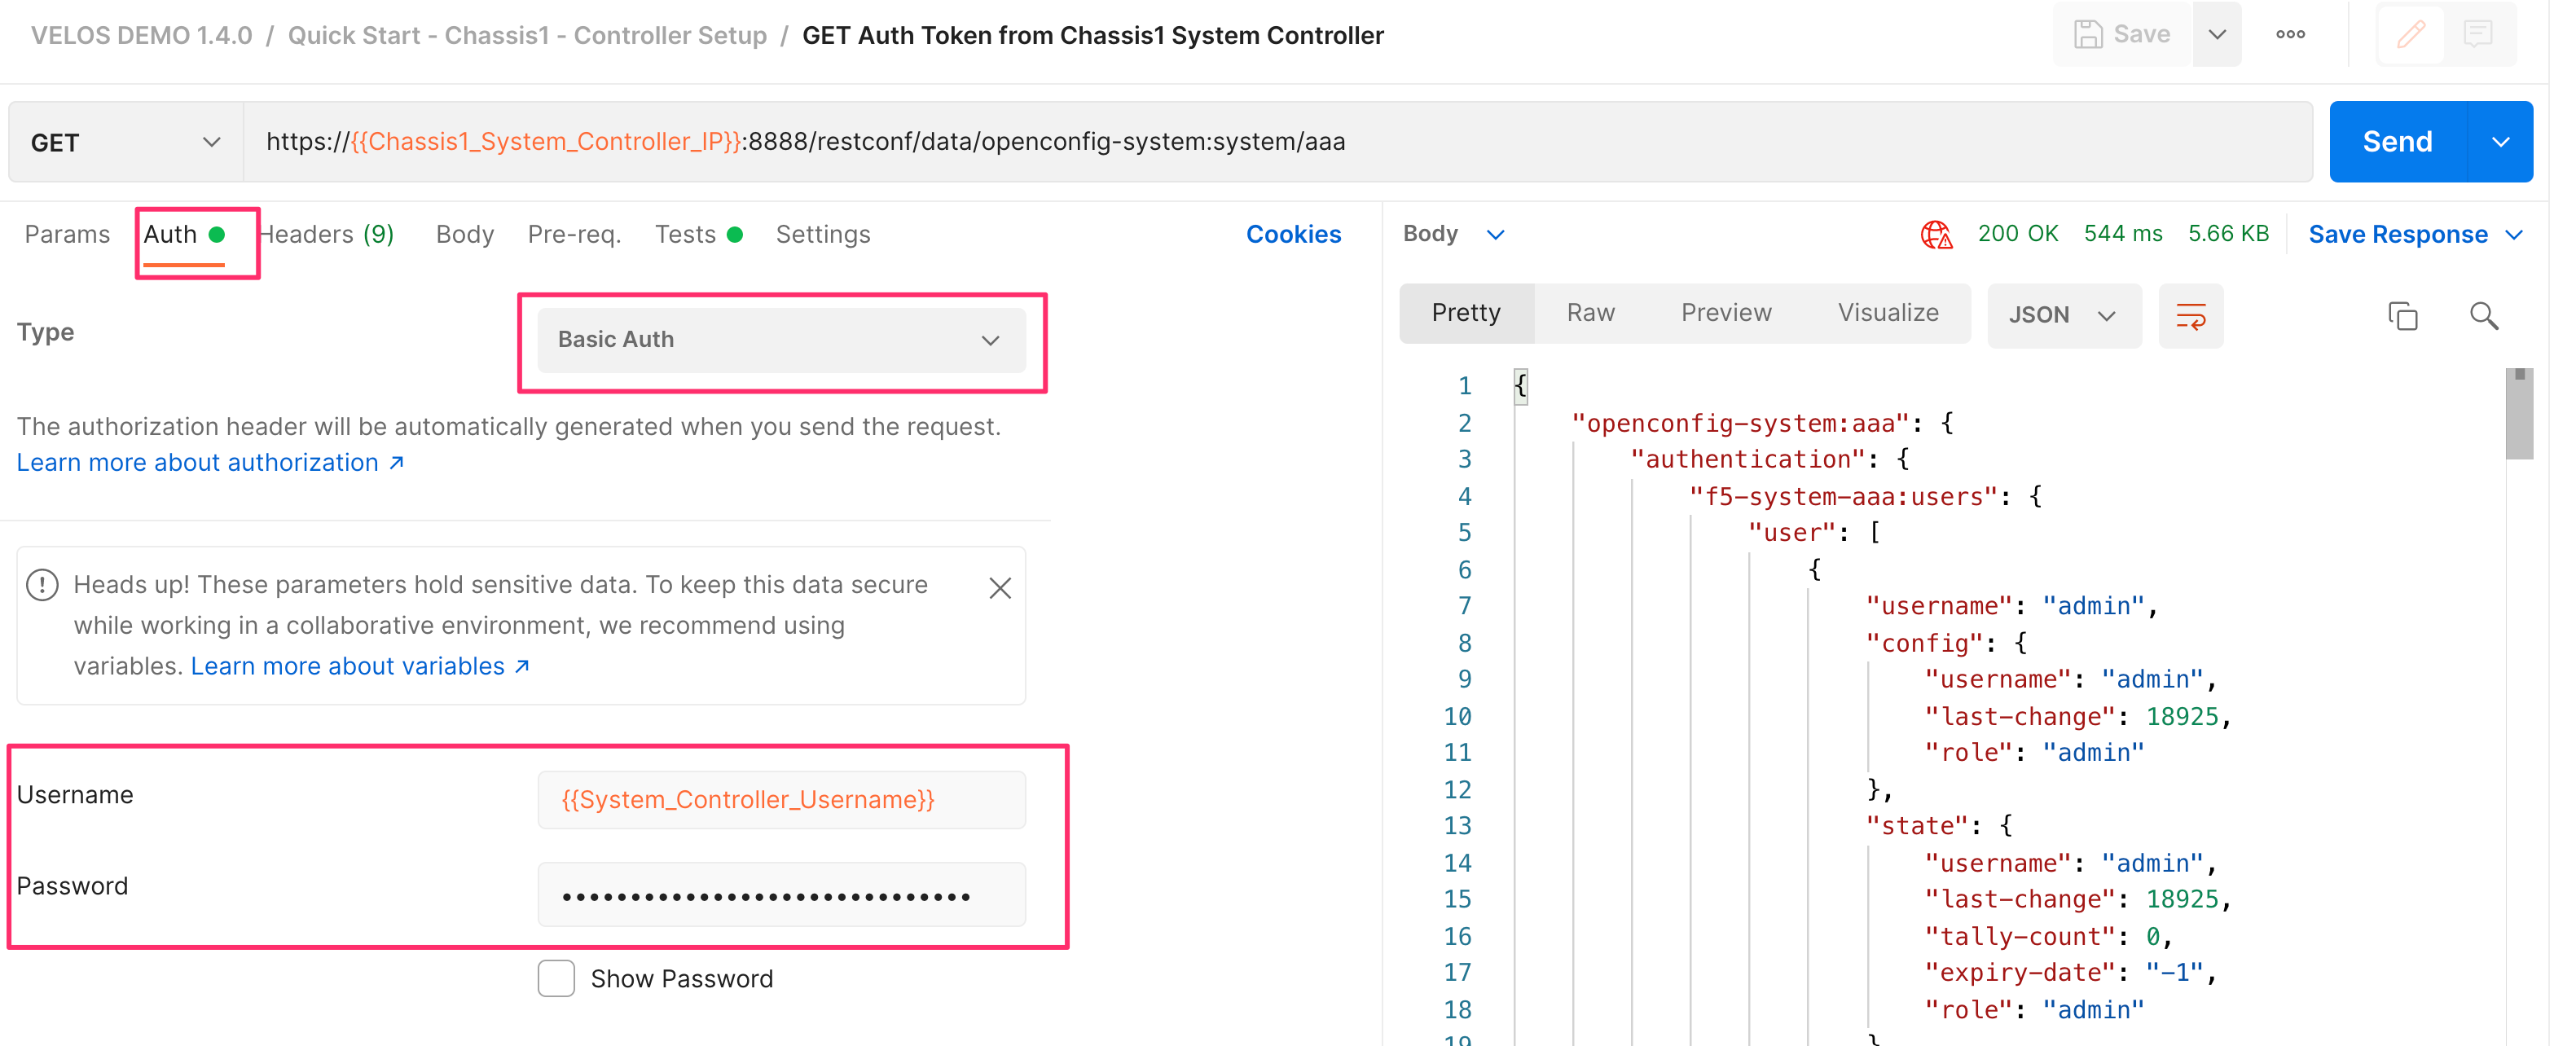 VELOS DEMO 1.4.0 / Quick Start - Chassis1 - Controller Setup / GET Auth Token from Chassis1 System Controller
Save
GET
https://{{Chassis1_System_Controller_IP}}:8888/restconf/data/openconfig-system:system/aaa
Send
Params Auth Headers (9) Body Pre-req. Tests Settings Cookies
Type
Basic Auth
The authorization header will be automatically generated when you send the request.
Learn more about authorization ↗
Heads up! These parameters hold sensitive data. To keep this data secure
while working in a collaborative environment, we recommend using
variables. Learn more about variables ↗
Username
{{System_Controller_Username}}
Password
••••••••••••••••••••••••••••••
Show Password
Body
200 OK 544 ms 5.66 KB Save Response
Pretty Raw Preview Visualize JSON
1 {
2 "openconfig-system:aaa": {
3 "authentication": {
4 "f5-system-aaa:users": {
5 "user": [
6 {
7 "username": "admin",
8 "config": {
9 "username": "admin",
10 "last-change": 18925,
11 "role": "admin"
12 },
13 "state": {
14 "username": "admin",
15 "last-change": 18925,
16 "tally-count": 0,
17 "expiry-date": "-1",
18 "role": "admin"
19 }